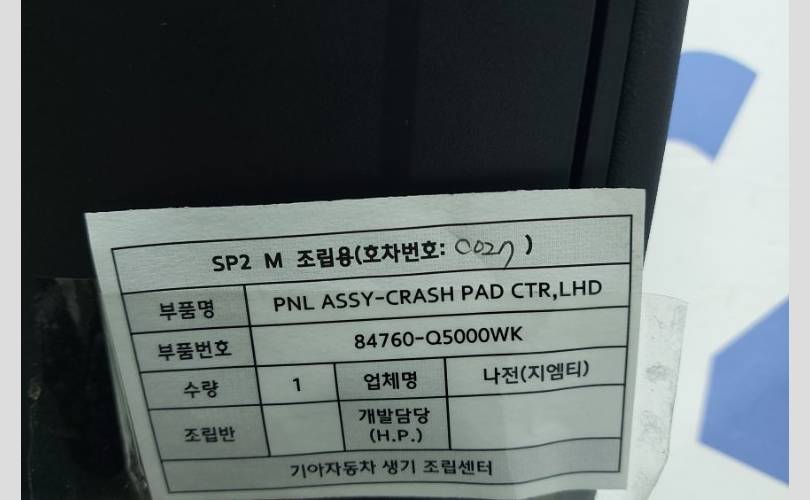 SP2 M 조립용(호차번호: 0027)
부품명 PNL ASSY-CRASH PAD CTR,LHD
부품번호 84760-Q5000WK
수량 1 업체명 나전(지엠티)
조립반 개발담당
(H.P.)
기아자동차 생기 조립센터